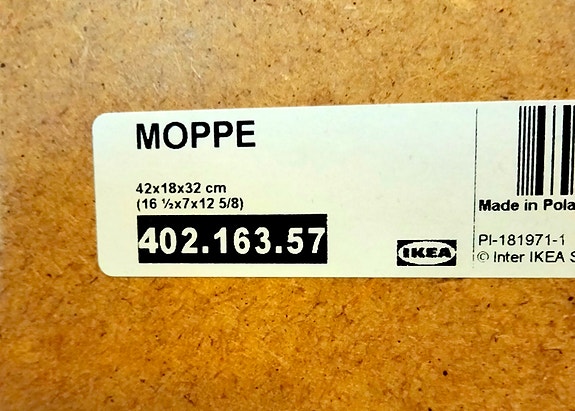 MOPPE
42x18x32 cm
(16 ½x7x12 5/8)
402.163.57
IKEA
Made in Pola
PI-181971-1
© Inter IKEA S